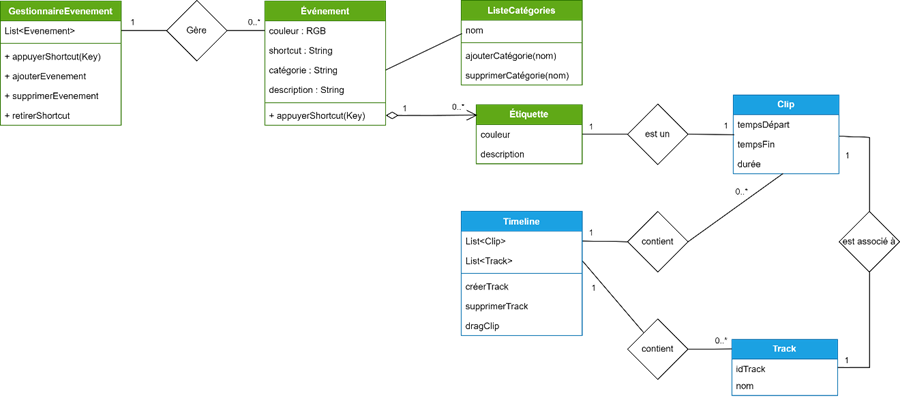 GestionnaireEvenement
List<Evenement>
+ appuyerShortcut(Key)
+ ajouterEvenement
+ supprimerEvenement
+ retirerShortcut
1
Gère
0..*
Événement
couleur : RGB
shortcut : String
catégorie : String
description : String
+ appuyerShortcut(Key)
ListeCatégories
nom
ajouterCatégorie(nom)
supprimerCatégorie(nom)
1
0..*
Étiquette
couleur
description
1
est un
1
Clip
tempsDépart
tempsFin
durée
1
0..*
Timeline
List<Clip>
List<Track>
créerTrack
supprimerTrack
dragClip
1
contient
est associé à
1
contient
0..*
Track
idTrack
nom
1